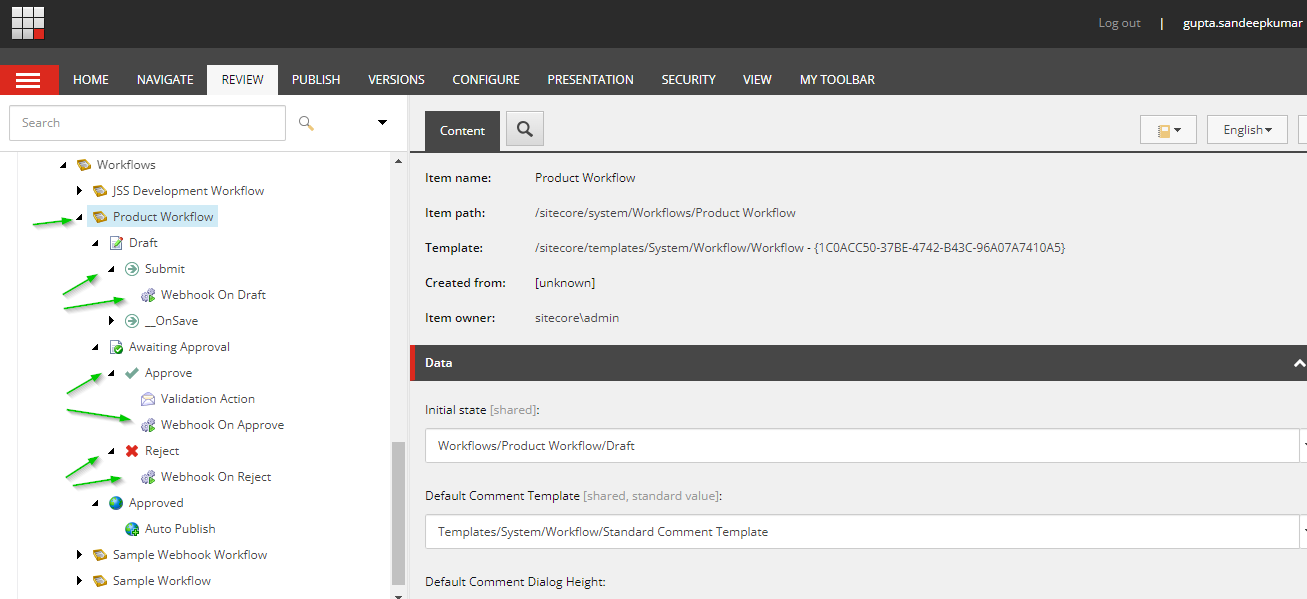 Log out | gupta.sandeepkumar
HOME NAVIGATE REVIEW PUBLISH VERSIONS CONFIGURE PRESENTATION SECURITY VIEW MY TOOLBAR
Search
Workflows
JSS Development Workflow
Product Workflow
Draft
Submit
Webhook On Draft
__OnSave
Awaiting Approval
Approve
Validation Action
Webhook On Approve
Reject
Webhook On Reject
Approved
Auto Publish
Sample Webhook Workflow
Sample Workflow
Content
English
Item name: Product Workflow
Item path: /sitecore/system/Workflows/Product Workflow
Template: /sitecore/templates/System/Workflow/Workflow - {1C0ACC50-37BE-4742-B43C-96A07A7410A5}
Created from: [unknown]
Item owner: sitecore\admin
Data
Initial state [shared]:
Workflows/Product Workflow/Draft
Default Comment Template [shared, standard value]:
Templates/System/Workflow/Standard Comment Template
Default Comment Dialog Height: